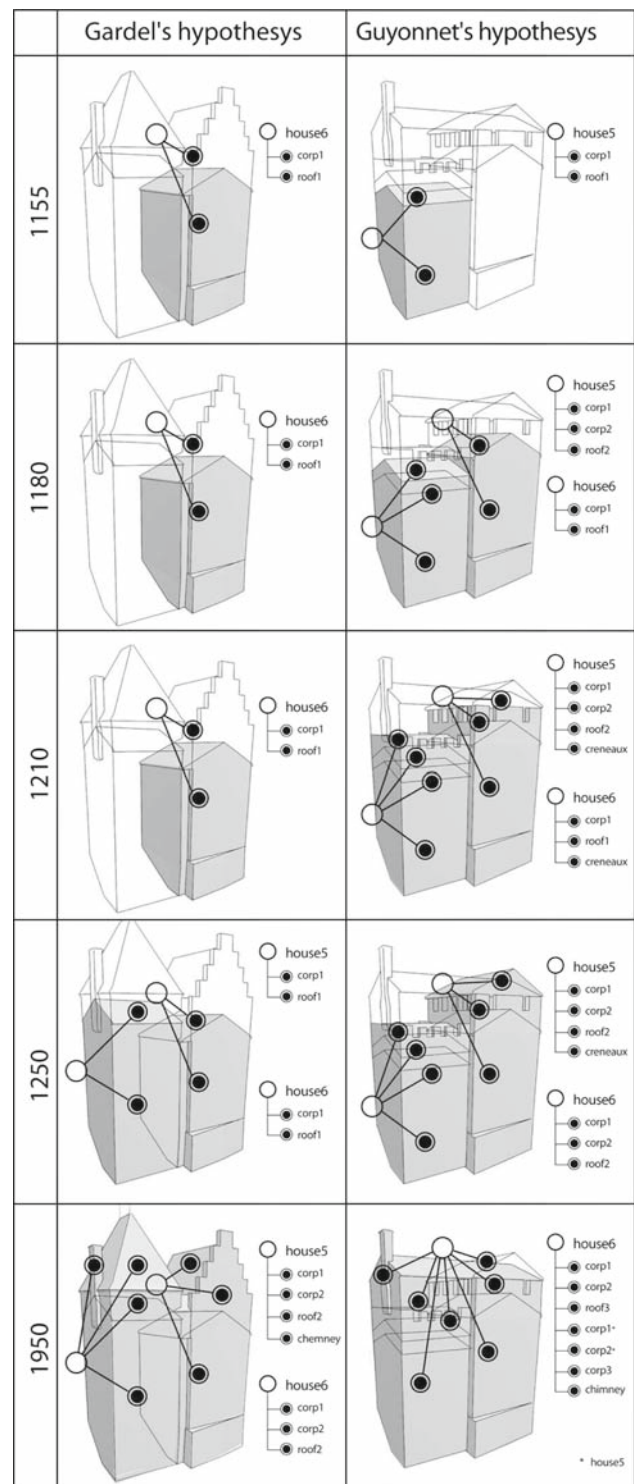 Gardel's hypothesys
Guyonnet's hypothesys
1155
house6
corp1
roof1
house5
corp1
roof1
1180
house6
corp1
roof1
house5
corp1
corp2
roof2
house6
corp1
roof1
1210
house6
corp1
roof1
house5
corp1
corp2
roof2
creneaux
house6
corp1
roof1
creneaux
1250
house5
corp1
roof1
house6
corp1
roof1
house5
corp1
corp2
roof2
creneaux
house6
corp1
corp2
roof2
1950
house5
corp1
corp2
roof2
chemney
house6
corp1
corp2
roof2
house6
corp1
corp2
roof3
corp1*
corp2*
corp3
chimney
* house5